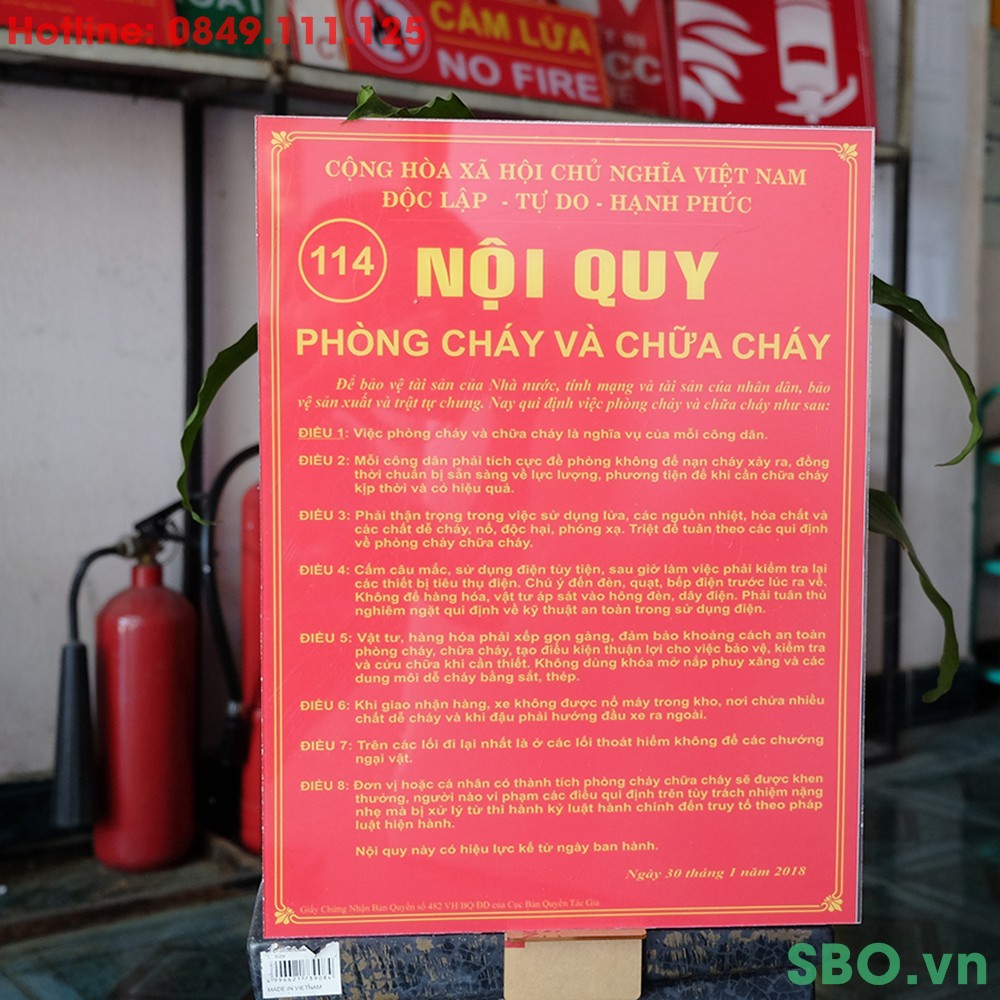 Hotline: 0849.111.125
CẤM LỬA
NO FIRE
CC
CỘNG HÒA XÃ HỘI CHỦ NGHĨA VIỆT NAM
ĐỘC LẬP - TỰ DO - HẠNH PHÚC
114
NỘI QUY
PHÒNG CHÁY VÀ CHỮA CHÁY
Để bảo vệ tài sản của Nhà nước, tính mạng và tài sản của nhân dân, bảo
vệ sản xuất và trật tự chung. Nay qui định việc phòng cháy và chữa cháy như sau:
ĐIỀU 1: Việc phòng cháy và chữa cháy là nghĩa vụ của mỗi công dân.
ĐIỀU 2: Mỗi công dân phải tích cực đề phòng không để nạn cháy xảy ra, đồng
thời chuẩn bị sẵn sàng về lực lượng, phương tiện để khi cần chữa cháy
kịp thời và có hiệu quả.
ĐIỀU 3: Phải thận trọng trong việc sử dụng lửa, các nguồn nhiệt, hóa chất và
các chất dễ cháy, nổ, độc hại, phóng xạ. Triệt để tuân theo các qui định
về phòng cháy chữa cháy.
ĐIỀU 4: Cấm câu mắc, sử dụng điện tùy tiện, sau giờ làm việc phải kiểm tra lại
các thiết bị tiêu thụ điện. Chú ý đến đèn, quạt, bếp điện trước lúc ra về.
Không để hàng hóa, vật tư áp sát vào hông đèn, dây điện. Phải tuân thủ
nghiêm ngặt qui định về kỹ thuật an toàn trong sử dụng điện.
ĐIỀU 5: Vật tư, hàng hóa phải xếp gọn gàng, đảm bảo khoảng cách an toàn
phòng cháy, chữa cháy, tạo điều kiện thuận lợi cho việc bảo vệ, kiểm tra
và cứu chữa khi cần thiết. Không dùng khóa mở nắp phuy xăng và các
dung môi dễ cháy bằng sắt, thép.
ĐIỀU 6: Khi giao nhận hàng, xe không được nổ máy trong kho, nơi chứa nhiều
chất dễ cháy và khi đậu phải hướng đầu xe ra ngoài.
ĐIỀU 7: Trên các lối đi lại nhất là ở các lối thoát hiểm không để các chướng
ngại vật.
ĐIỀU 8: Đơn vị hoặc cá nhân có thành tích phòng cháy chữa cháy sẽ được khen
thưởng, người nào vi phạm các điều qui định trên tùy trách nhiệm nặng
nhẹ mà bị xử lý từ thi hành kỷ luật hành chính đến truy tố theo pháp
luật hiện hành.
Nội quy này có hiệu lực kể từ ngày ban hành.
Ngày 30 tháng 1 năm 2018
Giấy Chứng Nhận Bản Quyền số 482 VH/BQ ĐD của Cục Bản Quyền Tác Giả
MADE IN VIETNAM
SBO.vn